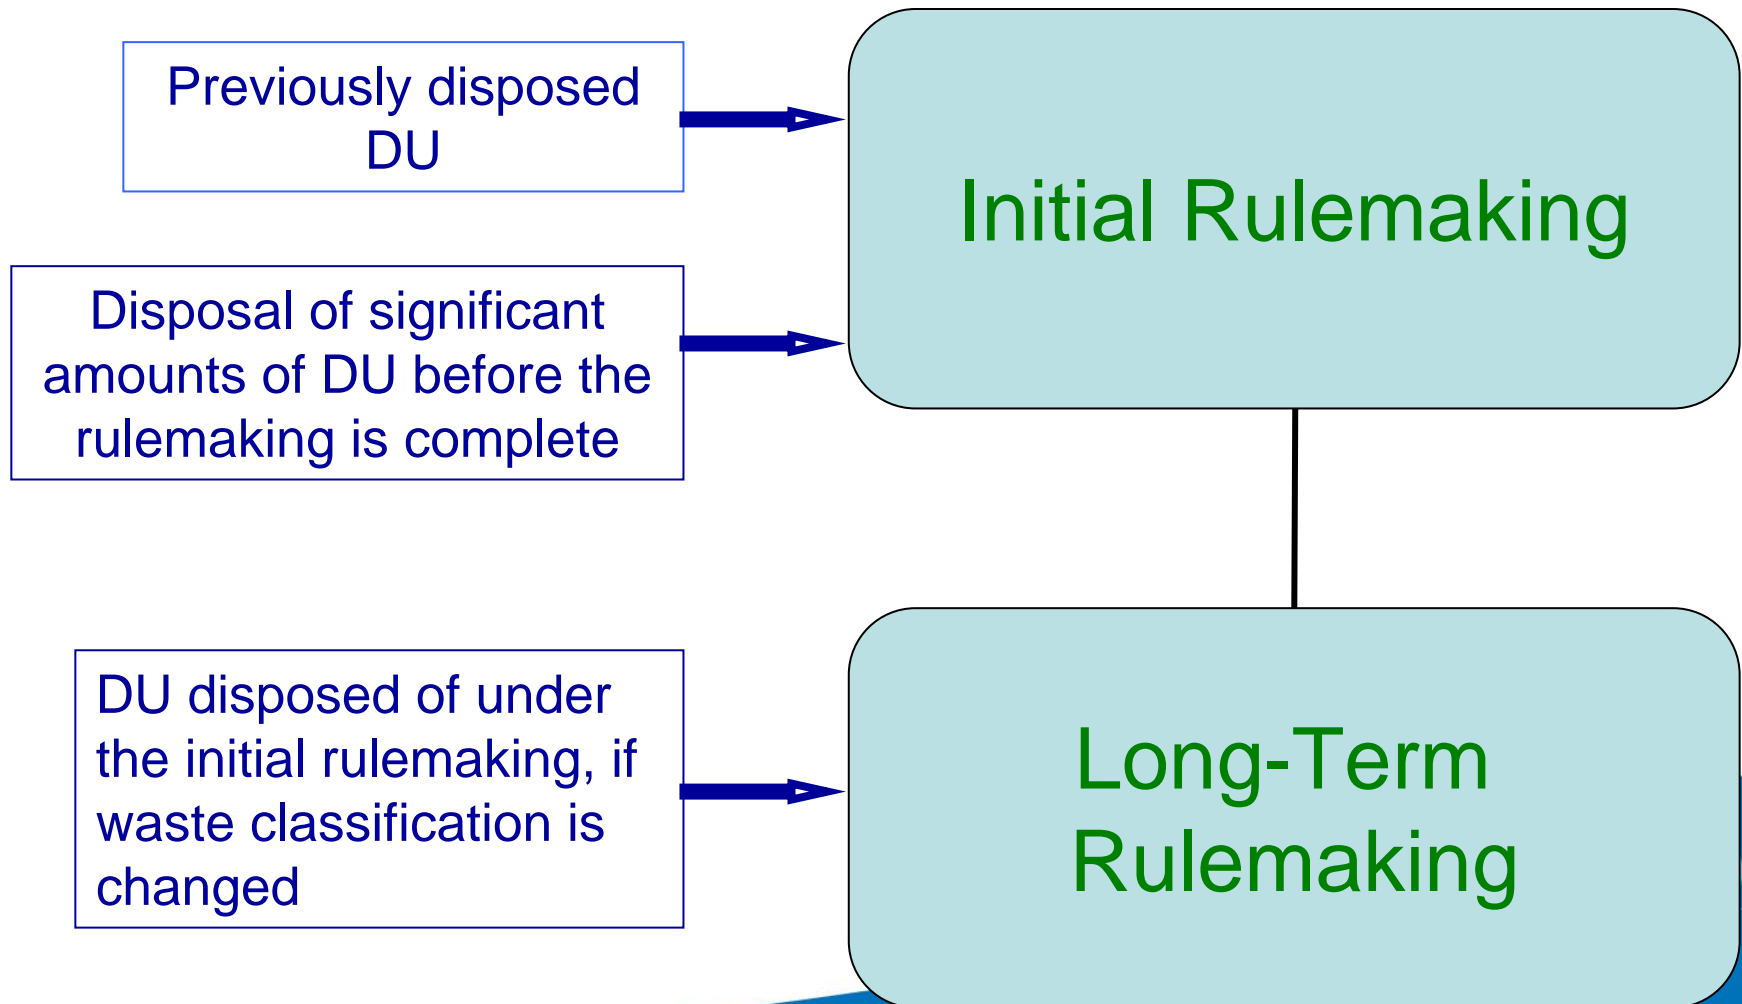 Previously disposed
DU
Initial Rulemaking
Disposal of significant
amounts of DU before the
rulemaking is complete
DU disposed of under
the initial rulemaking, if
waste classification is
changed
Long-Term
Rulemaking